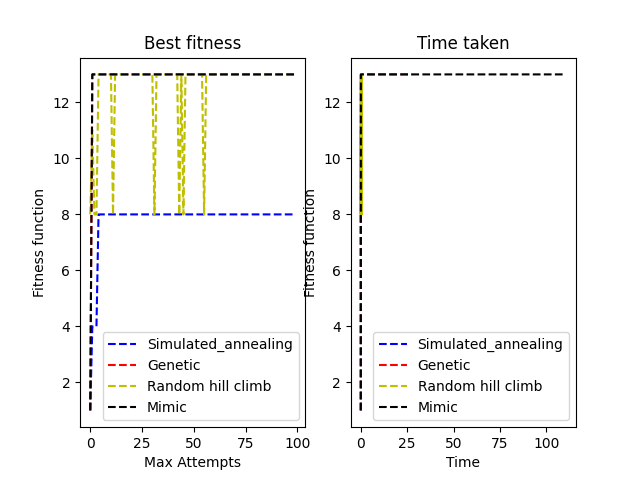 Best fitness
Fitness function
12
10
8
6
4
2
0
25
50
75
100
Max Attempts
Simulated_annealing
Genetic
Random hill climb
Mimic
Time taken
Fitness function
12
10
8
6
4
2
0
25
50
75
100
Time
Simulated_annealing
Genetic
Random hill climb
Mimic